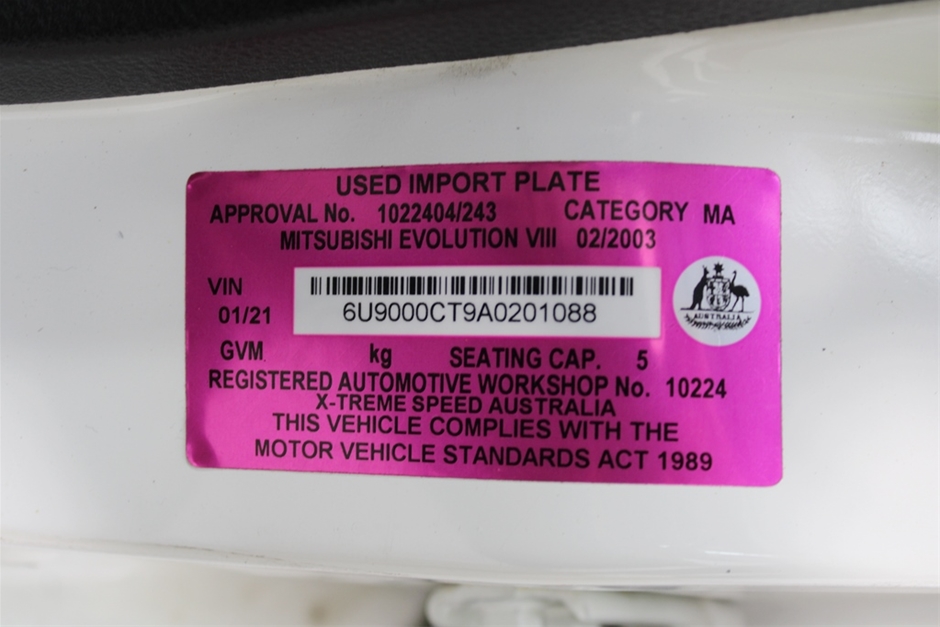 USED IMPORT PLATE
APPROVAL No. 1022404/243 CATEGORY MA
MITSUBISHI EVOLUTION VIII 02/2003
VIN
01/21
6U9000CT9A0201088
AUSTRALIA
GVM kg SEATING CAP. 5
REGISTERED AUTOMOTIVE WORKSHOP No. 10224
X-TREME SPEED AUSTRALIA
THIS VEHICLE COMPLIES WITH THE
MOTOR VEHICLE STANDARDS ACT 1989